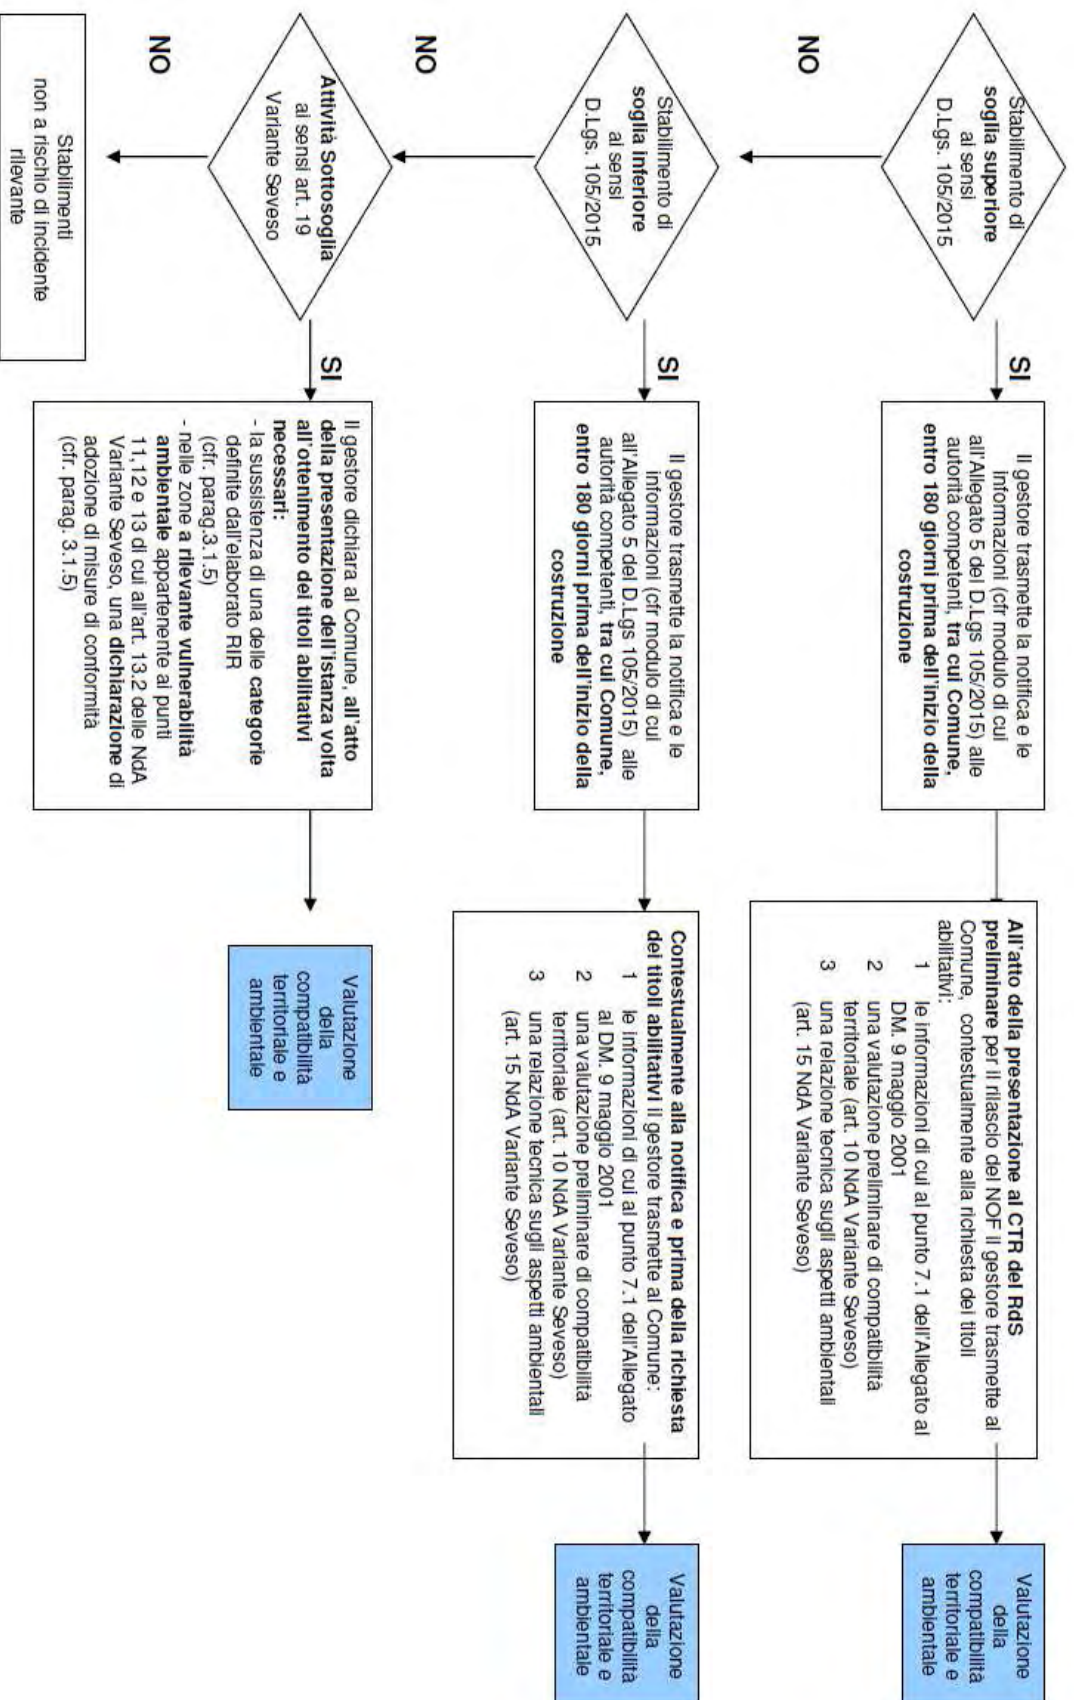 Stabilimento di
soglia superiore
ai sensi
D.Lgs. 105/2015
SI
Il gestore trasmette la notifica e le
informazioni (cfr modulo di cui
all'Allegato 5 del D.Lgs 105/2015) alle
autorità competenti, tra cui Comune,
entro 180 giorni prima dell'inizio della
costruzione
All'atto della presentazione al CTR del RdS
preliminare per il rilascio del NOF il gestore trasmette al
Comune, contestualmente alla richiesta dei titoli
abilitativi:
1 le informazioni di cui al punto 7.1 dell'Allegato al
DM. 9 maggio 2001
2 una valutazione preliminare di compatibilità
territoriale (art. 10 NdA Variante Seveso)
3 una relazione tecnica sugli aspetti ambientali
(art. 15 NdA Variante Seveso)
Valutazione
della
compatibilità
territoriale e
ambientale
NO
Stabilimento di
soglia inferiore
ai sensi
D.Lgs. 105/2015
SI
Il gestore trasmette la notifica e le
informazioni (cfr modulo di cui
all'Allegato 5 del D.Lgs 105/2015) alle
autorità competenti, tra cui Comune,
entro 180 giorni prima dell'inizio della
costruzione
Contestualmente alla notifica e prima della richiesta
dei titoli abilitativi il gestore trasmette al Comune:
1 le informazioni di cui al punto 7.1 dell'Allegato
al DM. 9 maggio 2001
2 una valutazione preliminare di compatibilità
territoriale (art. 10 NdA Variante Seveso)
3 una relazione tecnica sugli aspetti ambientali
(art. 15 NdA Variante Seveso)
Valutazione
della
compatibilità
territoriale e
ambientale
NO
Attività Sottosoglia
ai sensi art. 19
Variante Seveso
SI
Il gestore dichiara al Comune, all'atto
della presentazione dell'istanza volta
all'ottenimento dei titoli abilitativi
necessari:
- la sussistenza di una delle categorie
definite dall'elaborato RIR
(cfr. parag.3.1.5)
- nelle zone a rilevante vulnerabilità
ambientale appartenente ai punti
11,12 e 13 di cui all'art. 13.2 delle NdA
Variante Seveso, una dichiarazione di
adozione di misure di conformità
(cfr. parag. 3.1.5)
Valutazione
della
compatibilità
territoriale e
ambientale
NO
Stabilimenti
non a rischio di incidente
rilevante